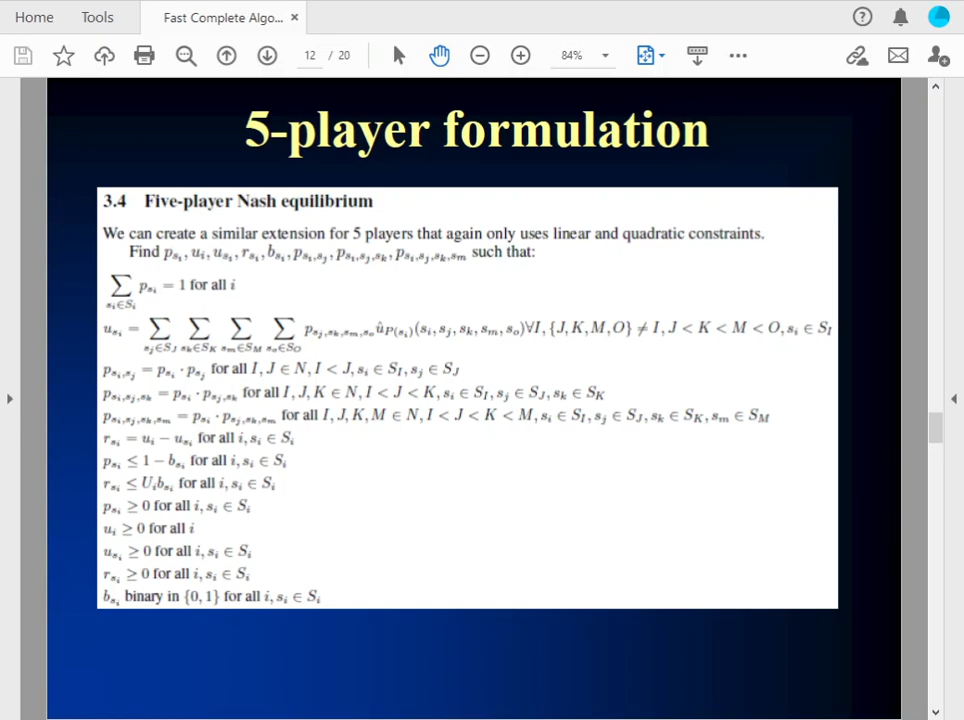 Home Tools Fast Complete Algo... ×
12 / 20 84%
5-player formulation
3.4 Five-player Nash equilibrium
We can create a similar extension for 5 players that again only uses linear and quadratic constraints.
Find p_{s_i}, u_i, u_{s_i}, r_{s_i}, b_{s_i}, p_{s_i,s_j}, p_{s_i,s_j,s_k}, p_{s_i,s_j,s_k,s_m} such that:
∑_{s_i∈S_i} p_{s_i} = 1 for all i
u_{s_i} = ∑_{s_j∈S_J} ∑_{s_k∈S_K} ∑_{s_m∈S_M} ∑_{s_o∈S_O} p_{s_j,s_k,s_m,s_o} û_{P(s_i)}(s_i, s_j, s_k, s_m, s_o) ∀I, {J, K, M, O} ≠ I, J < K < M < O, s_i ∈ S_I
p_{s_i,s_j} = p_{s_i} · p_{s_j} for all I, J ∈ N, I < J, s_i ∈ S_I, s_j ∈ S_J
p_{s_i,s_j,s_k} = p_{s_i} · p_{s_j,s_k} for all I, J, K ∈ N, I < J < K, s_i ∈ S_I, s_j ∈ S_J, s_k ∈ S_K
p_{s_i,s_j,s_k,s_m} = p_{s_i} · p_{s_j,s_k,s_m} for all I, J, K, M ∈ N, I < J < K < M, s_i ∈ S_I, s_j ∈ S_J, s_k ∈ S_K, s_m ∈ S_M
r_{s_i} = u_i − u_{s_i} for all i, s_i ∈ S_i
p_{s_i} ≤ 1 − b_{s_i} for all i, s_i ∈ S_i
r_{s_i} ≤ U_i b_{s_i} for all i, s_i ∈ S_i
p_{s_i} ≥ 0 for all i, s_i ∈ S_i
u_i ≥ 0 for all i
u_{s_i} ≥ 0 for all i, s_i ∈ S_i
r_{s_i} ≥ 0 for all i, s_i ∈ S_i
b_{s_i} binary in {0, 1} for all i, s_i ∈ S_i